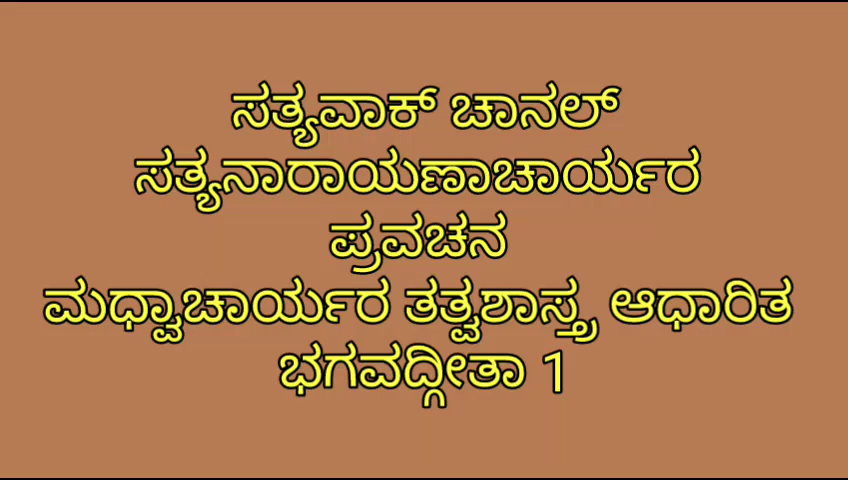 ಸತ್ಯವಾಕ್ ಚಾನಲ್
ಸತ್ಯನಾರಾಯಣಾಚಾರ್ಯರ
ಪ್ರವಚನ
ಮಧ್ವಾಚಾರ್ಯರ ತತ್ವಶಾಸ್ತ್ರ ಆಧಾರಿತ
ಭಗವದ್ಗೀತಾ 1